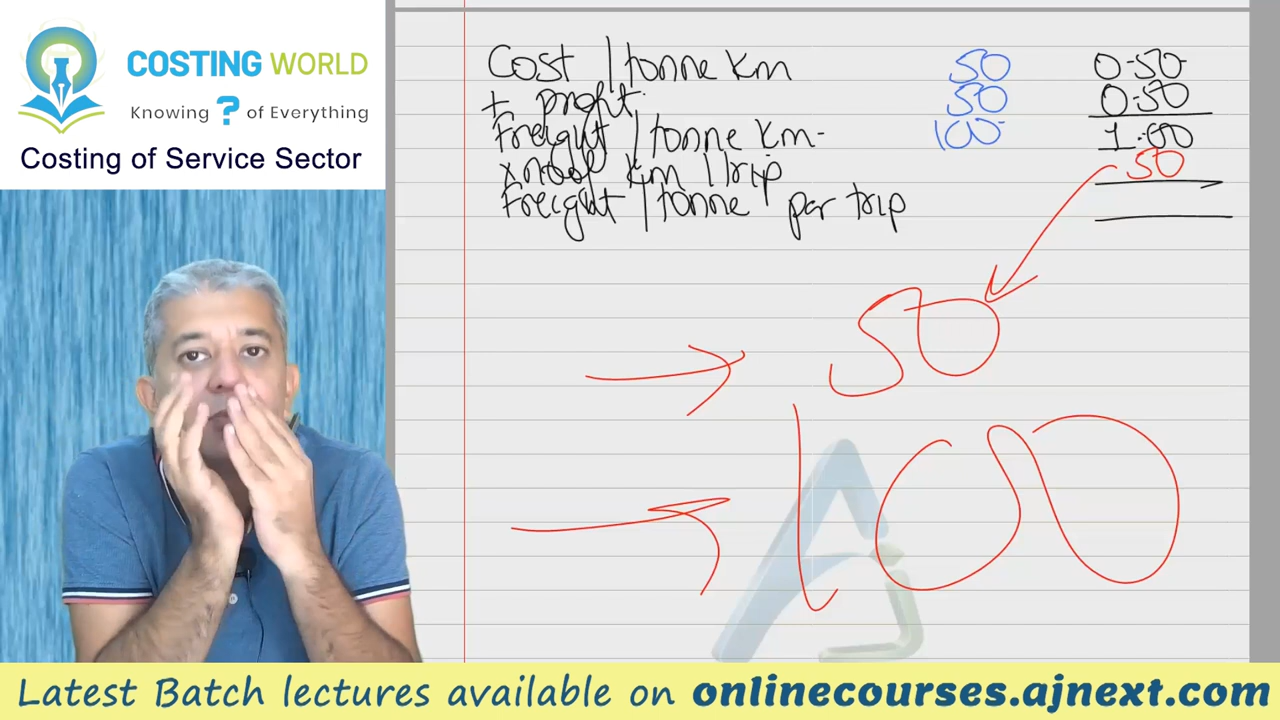 COSTING WORLD
Knowing ? of Everything
Costing of Service Sector
Cost / tonne Km 50 0.50
+ profit 50 0.50
Freight / tonne Km 100 1.00
x no of Km / trip 50
Freight / tonne per trip
50
100
Latest Batch lectures available on onlinecourses.ajnext.com